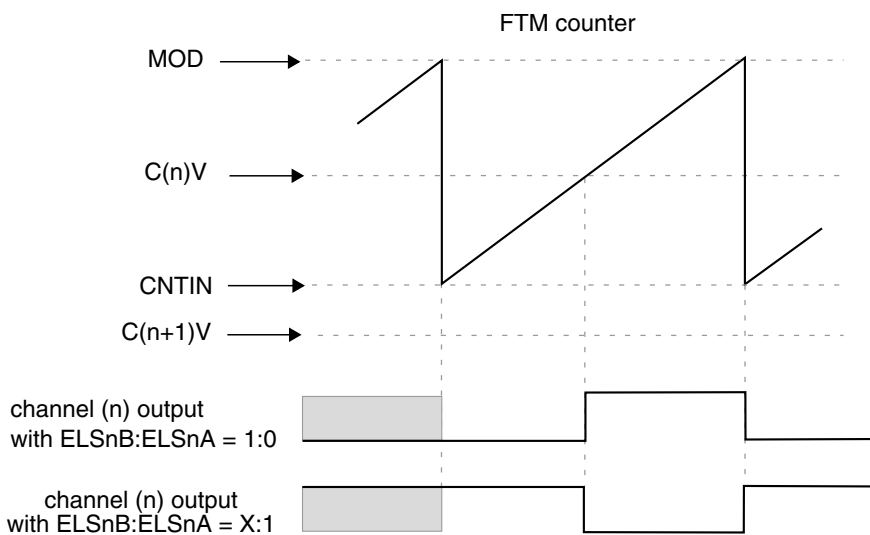 FTM counter
MOD
C(n)V
CNTIN
C(n+1)V
channel (n) output
with ELSnB:ELSnA = 1:0
channel (n) output
with ELSnB:ELSnA = X:1